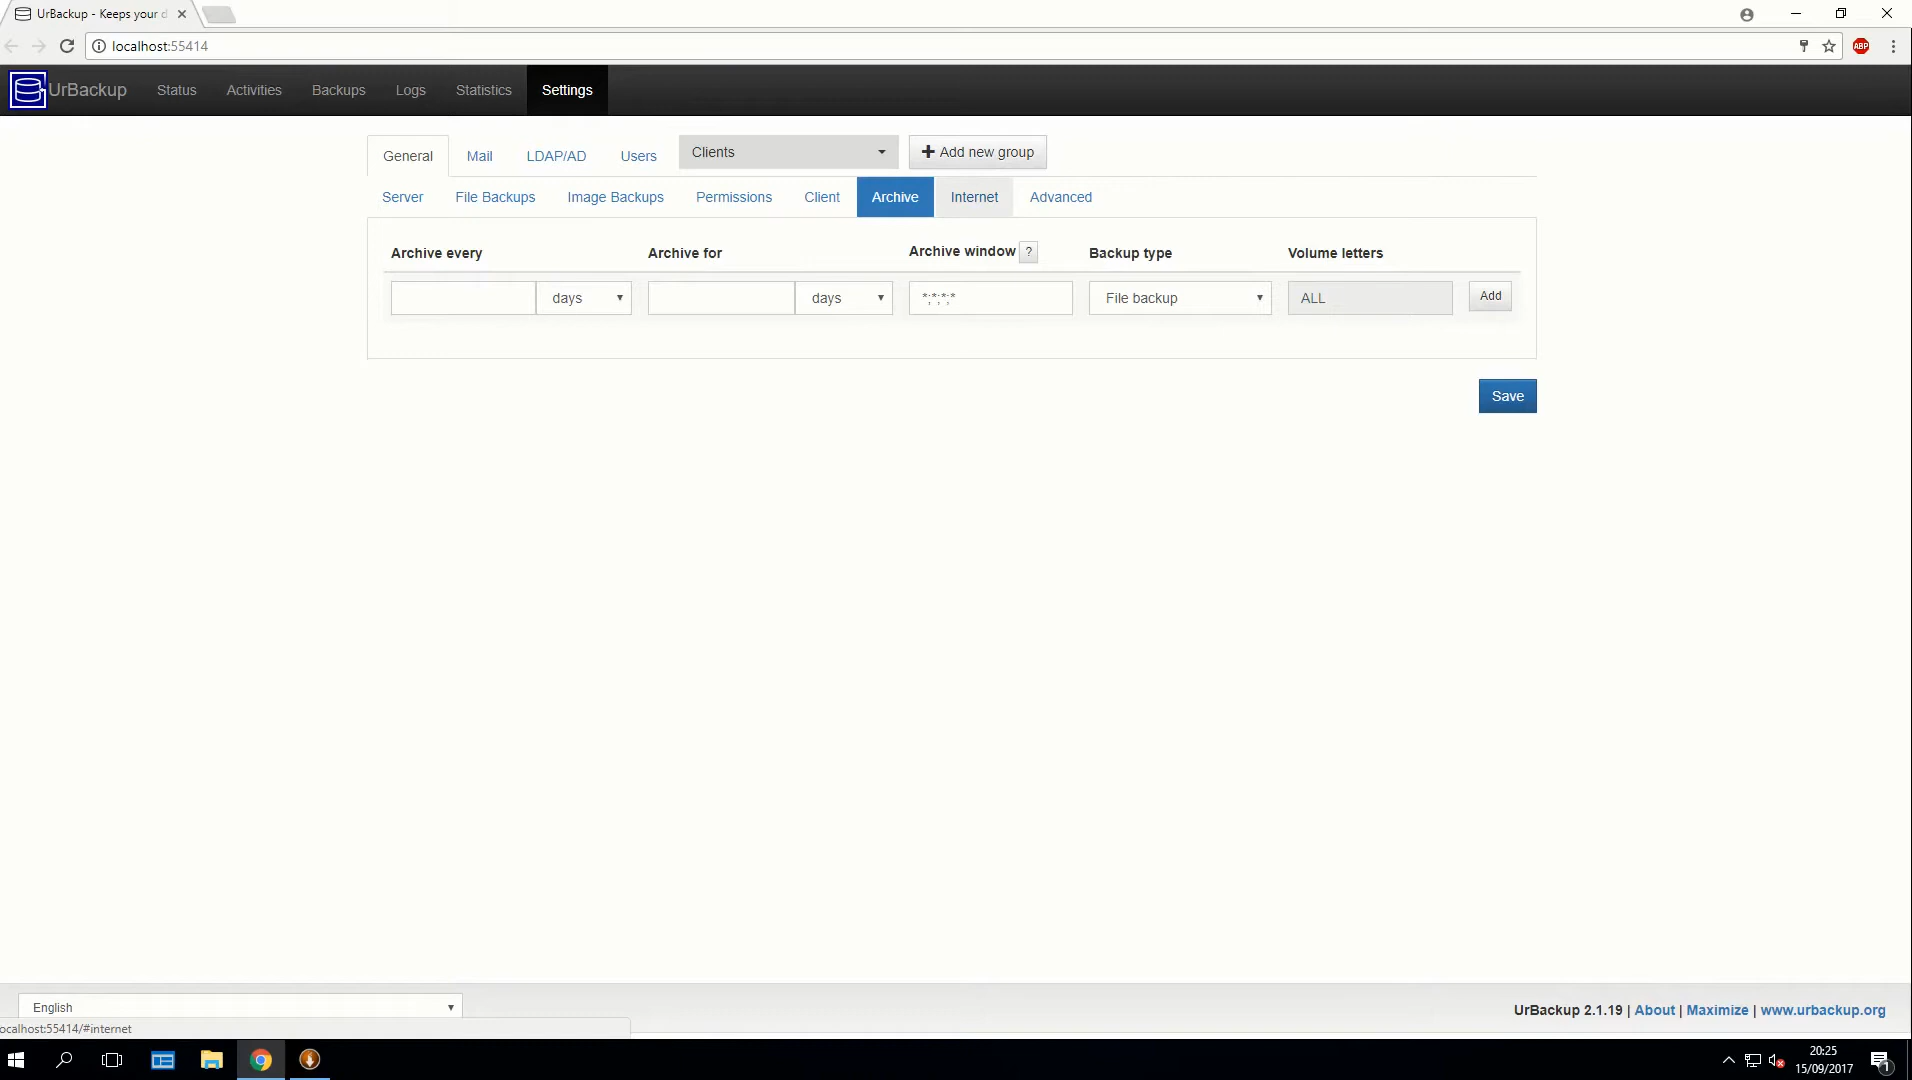 UrBackup - Keeps your d
localhost:55414
ABP
UrBackup Status Activities Backups Logs Statistics Settings
General Mail LDAP/AD Users Clients Add new group
Server File Backups Image Backups Permissions Client Archive Internet Advanced
Archive every Archive for Archive window ? Backup type Volume letters
days days *;*;*;* File backup ALL Add
Save
English
UrBackup 2.1.19 | About | Maximize | www.urbackup.org
ocalhost:55414/#internet
20:25
15/09/2017
1